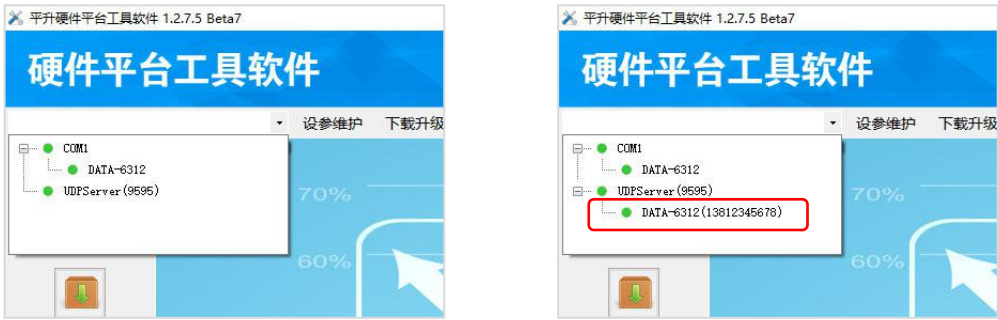 平升硬件平台工具软件 1.2.7.5 Beta7
硬件平台工具软件
设参维护 下载升级
COM1
DATA-6312
UDPServer(9595)
70%
60%
平升硬件平台工具软件 1.2.7.5 Beta7
硬件平台工具软件
设参维护 下载升级
COM1
DATA-6312
UDPServer(9595)
DATA-6312(13812345678)
70%
60%